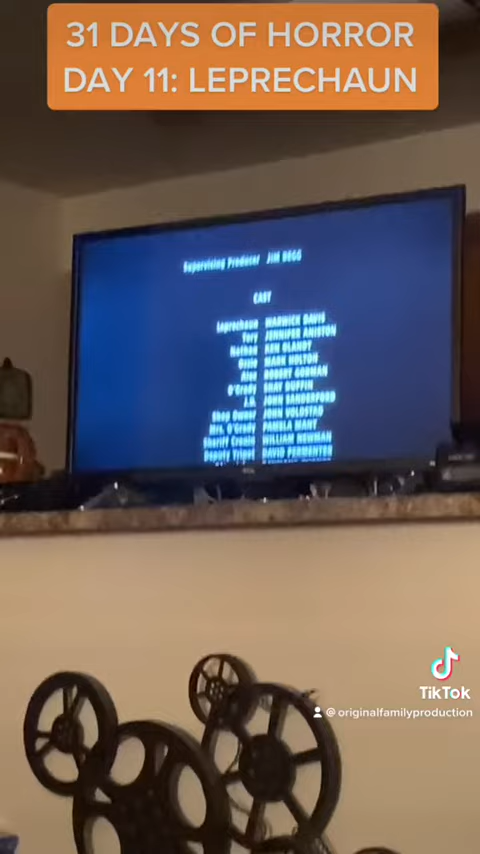 31 DAYS OF HORROR
DAY 11: LEPRECHAUN
Supervising Producer JIM BEGG
CAST
Leprechaun WARWICK DAVIS
Tory JENNIFER ANISTON
Nathan KEN OLANDT
Ozzie MARK HOLTON
Alex ROBERT GORMAN
O'Grady SHAY DUFFIN
J.D. JOHN SANDERFORD
Shop Owner JOHN VOLSTAD
Mrs. O'Grady PAMELA MANT
WILLIAM NEWMAN
Deputy Tripet DAVID PERMENTER
TCL
TikTok
@originalfamilyproduction